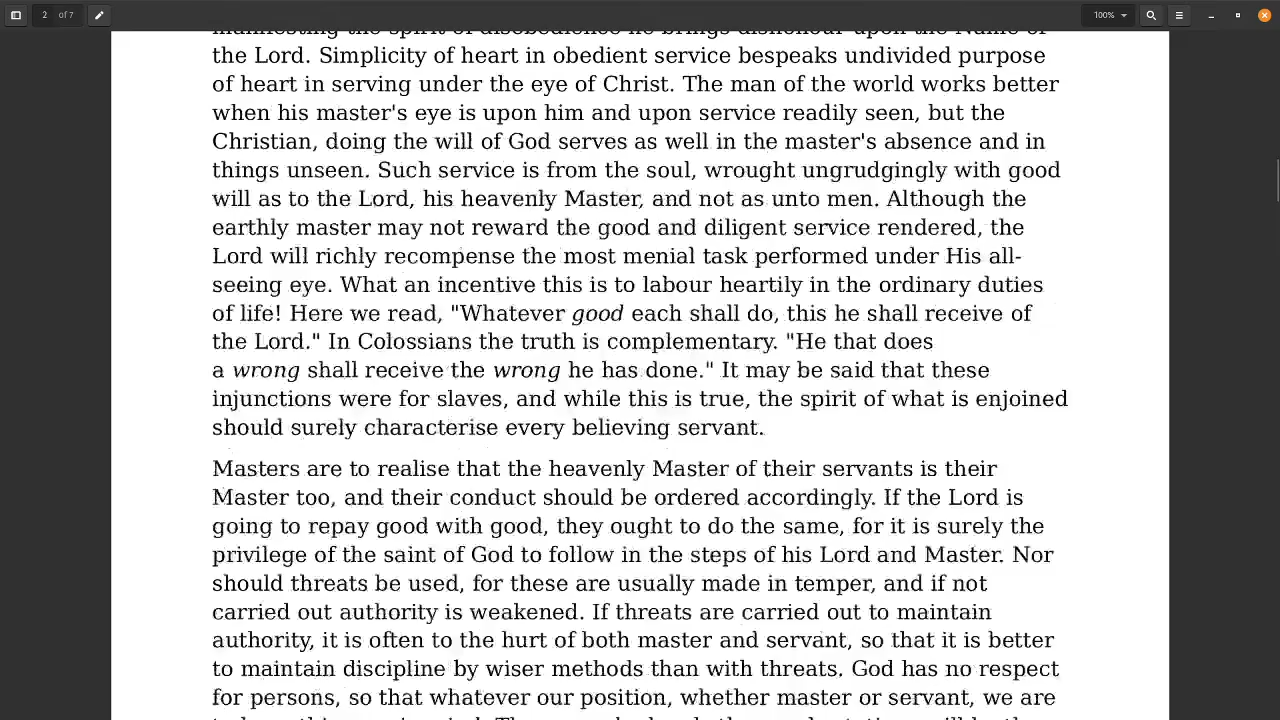 2 of 7
100%
the Lord. Simplicity of heart in obedient service bespeaks undivided purpose
of heart in serving under the eye of Christ. The man of the world works better
when his master's eye is upon him and upon service readily seen, but the
Christian, doing the will of God serves as well in the master's absence and in
things unseen. Such service is from the soul, wrought ungrudgingly with good
will as to the Lord, his heavenly Master, and not as unto men. Although the
earthly master may not reward the good and diligent service rendered, the
Lord will richly recompense the most menial task performed under His all-
seeing eye. What an incentive this is to labour heartily in the ordinary duties
of life! Here we read, "Whatever good each shall do, this he shall receive of
the Lord." In Colossians the truth is complementary. "He that does
a wrong shall receive the wrong he has done." It may be said that these
injunctions were for slaves, and while this is true, the spirit of what is enjoined
should surely characterise every believing servant.
Masters are to realise that the heavenly Master of their servants is their
Master too, and their conduct should be ordered accordingly. If the Lord is
going to repay good with good, they ought to do the same, for it is surely the
privilege of the saint of God to follow in the steps of his Lord and Master. Nor
should threats be used, for these are usually made in temper, and if not
carried out authority is weakened. If threats are carried out to maintain
authority, it is often to the hurt of both master and servant, so that it is better
to maintain discipline by wiser methods than with threats. God has no respect
for persons, so that whatever our position, whether master or servant, we are